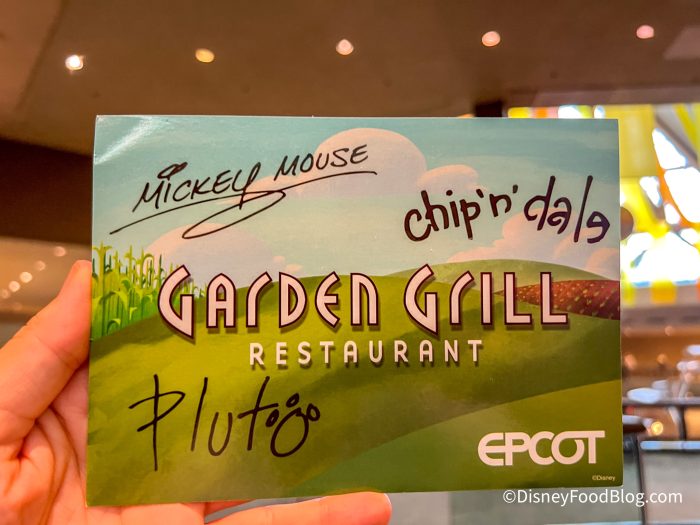 MICKEY MOUSE
chip 'n' dale
GARDEN GRILL
RESTAURANT
Pluto
EPCOT
©Disney
©DisneyFoodBlog.com